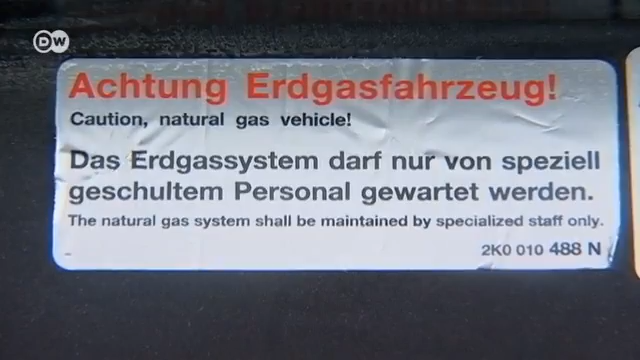 DW
Achtung Erdgasfahrzeug!
Caution, natural gas vehicle!
Das Erdgassystem darf nur von speziell
geschultem Personal gewartet werden.
The natural gas system shall be maintained by specialized staff only.
2K0 010 488 N